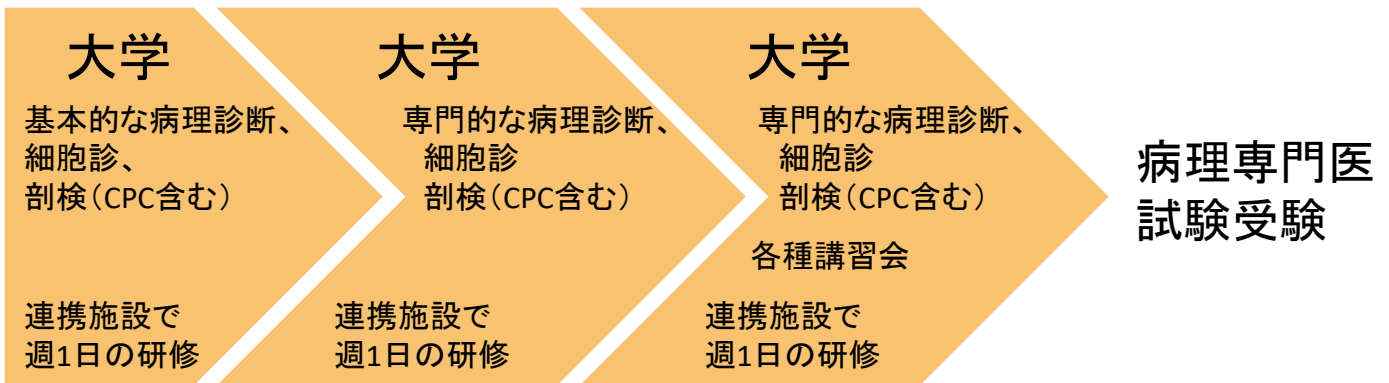 大学
基本的な病理診断、
細胞診、
剖検（CPC含む）
連携施設で
週1日の研修
大学
専門的な病理診断、
細胞診
剖検（CPC含む）
連携施設で
週1日の研修
大学
専門的な病理診断、
細胞診
剖検（CPC含む）
各種講習会
連携施設で
週1日の研修
病理専門医
試験受験